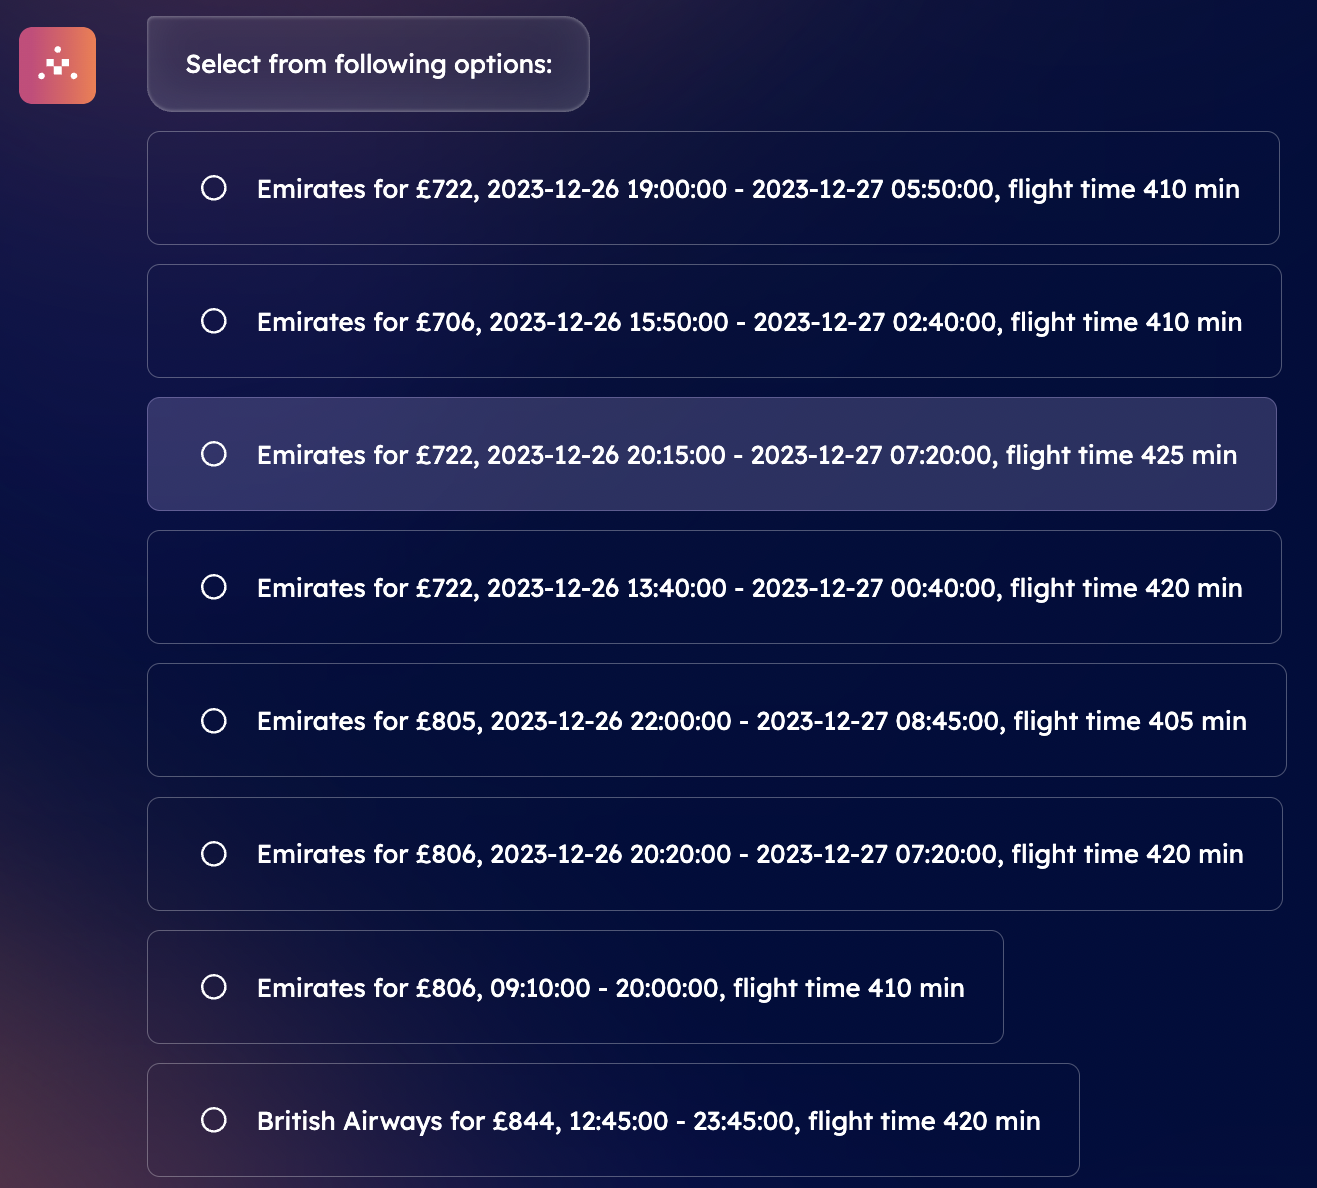 Select from following options:
Emirates for £722, 2023-12-26 19:00:00 - 2023-12-27 05:50:00, flight time 410 min
Emirates for £706, 2023-12-26 15:50:00 - 2023-12-27 02:40:00, flight time 410 min
Emirates for £722, 2023-12-26 20:15:00 - 2023-12-27 07:20:00, flight time 425 min
Emirates for £722, 2023-12-26 13:40:00 - 2023-12-27 00:40:00, flight time 420 min
Emirates for £805, 2023-12-26 22:00:00 - 2023-12-27 08:45:00, flight time 405 min
Emirates for £806, 2023-12-26 20:20:00 - 2023-12-27 07:20:00, flight time 420 min
Emirates for £806, 09:10:00 - 20:00:00, flight time 410 min
British Airways for £844, 12:45:00 - 23:45:00, flight time 420 min